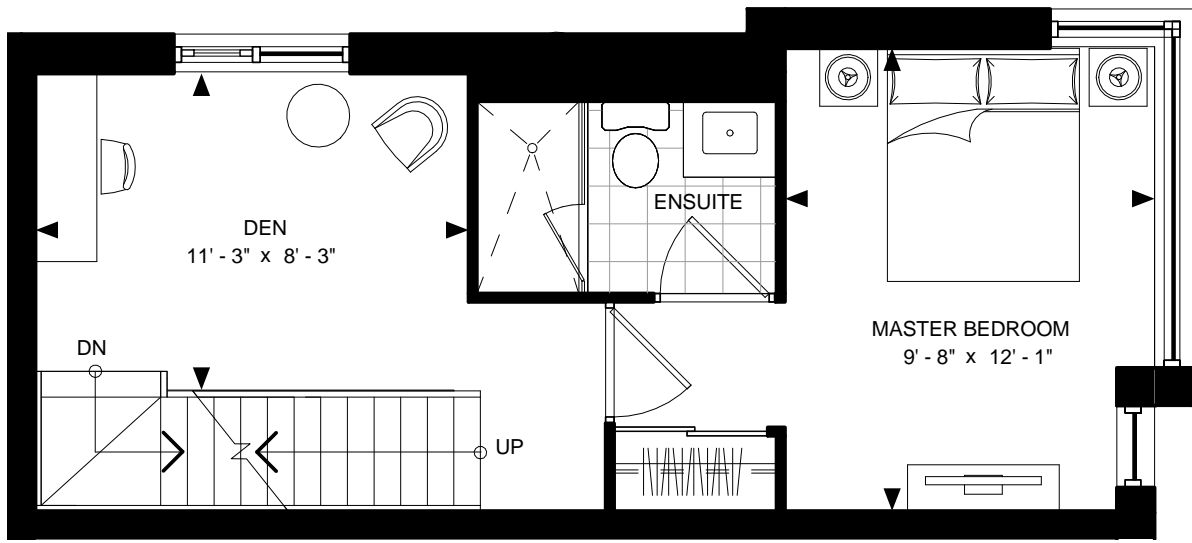 ENSUITE
DEN
11' - 3" x 8' - 3"
MASTER BEDROOM
9' - 8" x 12' - 1"
DN
UP